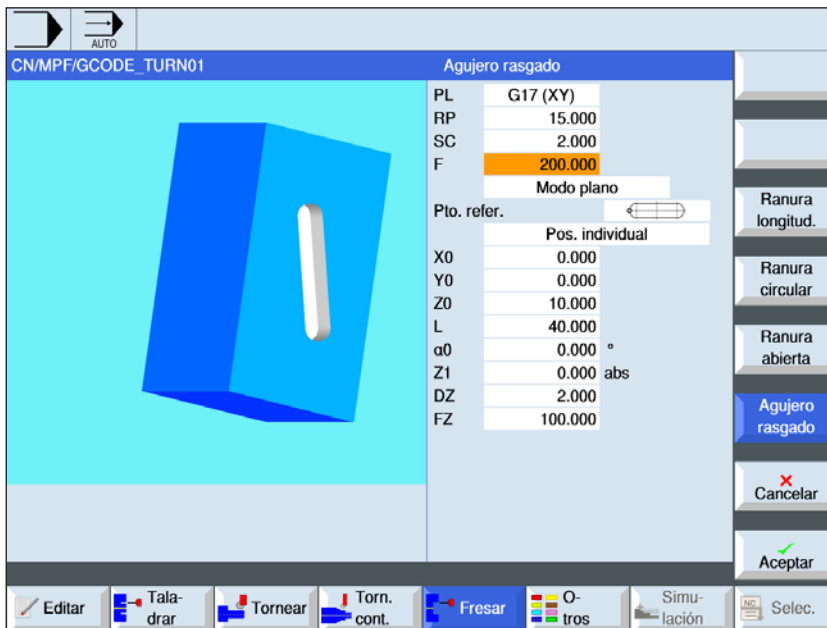 AUTO
CN/MPF/GCODE_TURN01
Agujero rasgado
PL G17 (XY)
RP 15.000
SC 2.000
F 200.000
Modo plano
Pto. refer.
Pos. individual
X0 0.000
Y0 0.000
Z0 10.000
L 40.000
α0 0.000 °
Z1 0.000 abs
DZ 2.000
FZ 100.000
Ranura
longitud.
Ranura
circular
Ranura
abierta
Agujero
rasgado
Cancelar
Aceptar
Editar
Tala-
drar
Tornear
Torn.
cont.
Fresar
O-
tros
Simu-
lación
NC
Selec.